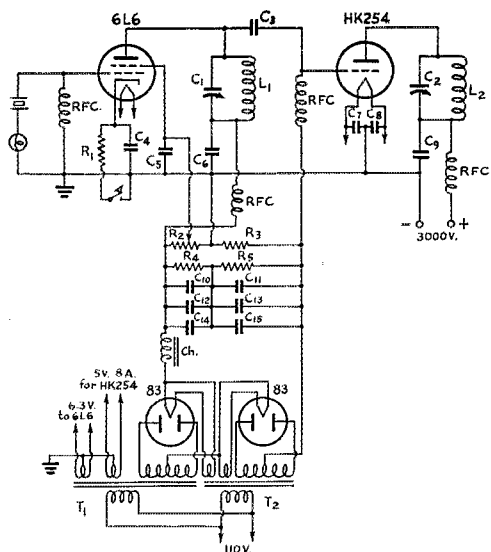 6L6
C3
HK254
C1
L1
C2
L2
RFC.
RFC
C7
C8
R1
C4
C5
C6
C9
RFC
RFC
− +
3000V.
R2
R3
R4
R5
C10
C11
C12
C13
C14
C15
Ch.
5V. 8A.
for HK254
83
83
6.3V.
to 6L6
T1
T2
110V.